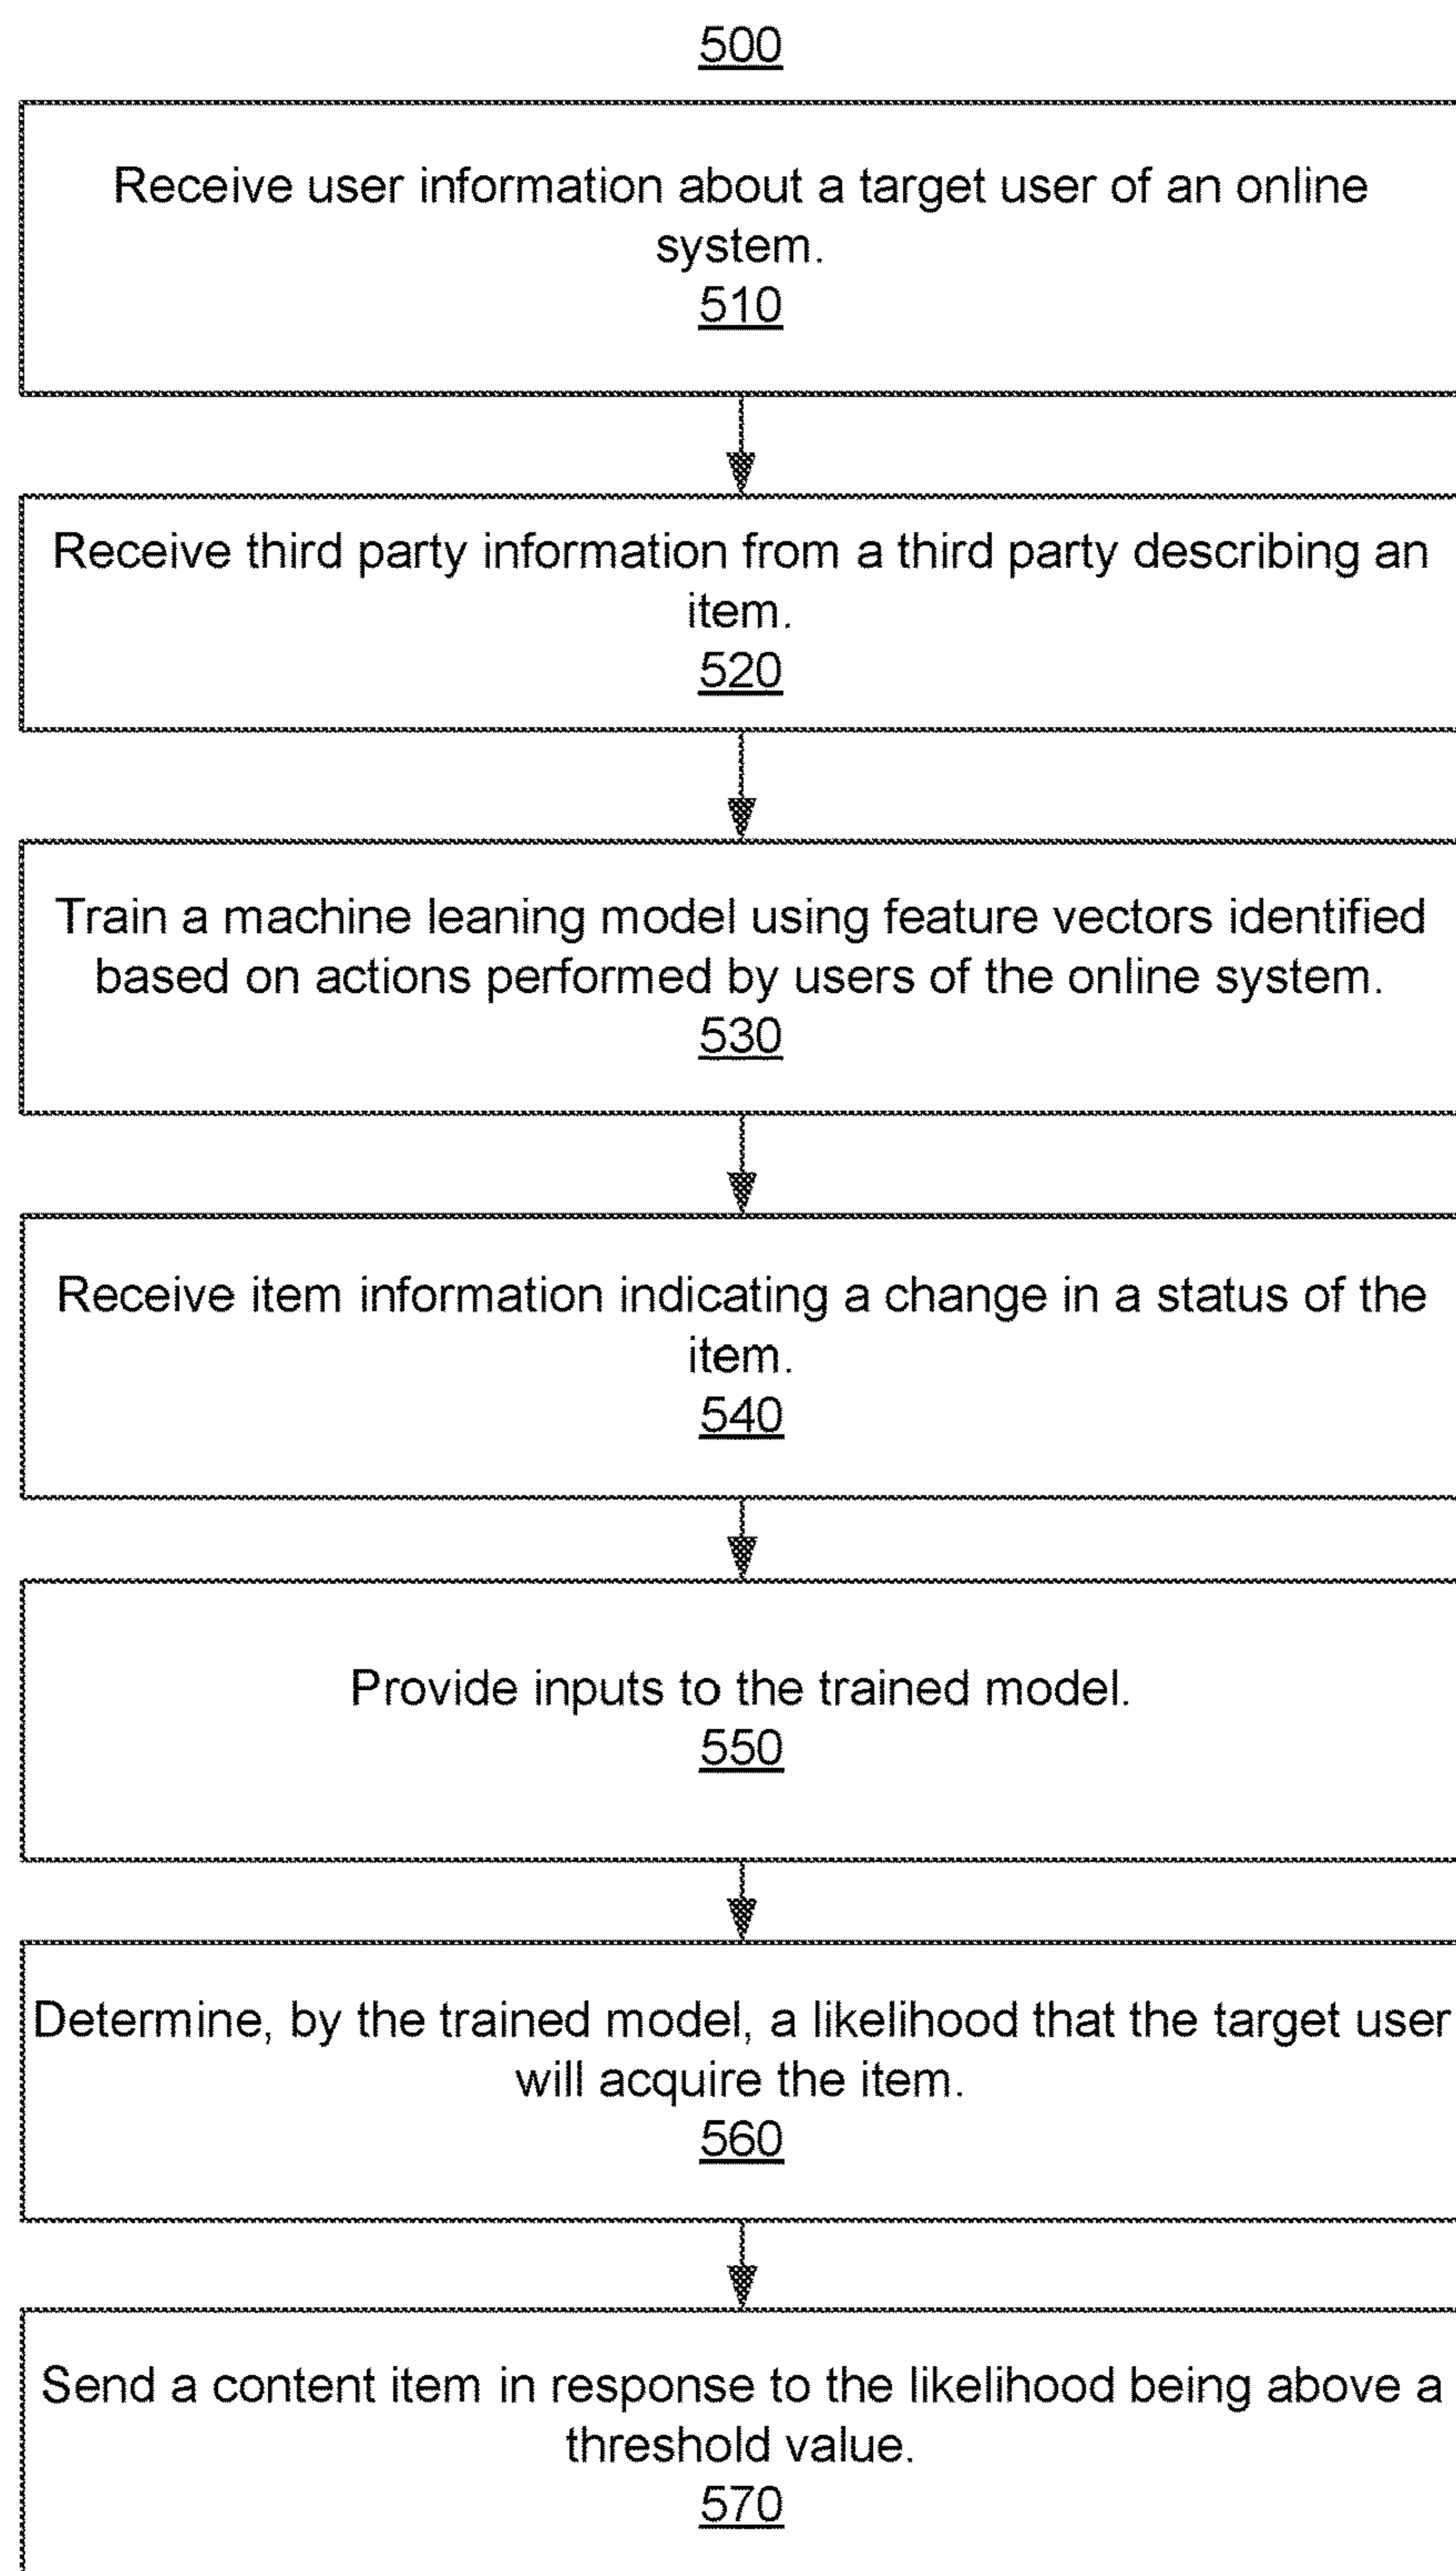 500
Receive user information about a target user of an online
system.
510
Receive third party information from a third party describing an
item.
520
Train a machine leaning model using feature vectors identified
based on actions performed by users of the online system.
530
Receive item information indicating a change in a status of the
item.
540
Provide inputs to the trained model.
550
Determine, by the trained model, a likelihood that the target user
will acquire the item.
560
Send a content item in response to the likelihood being above a
threshold value.
570